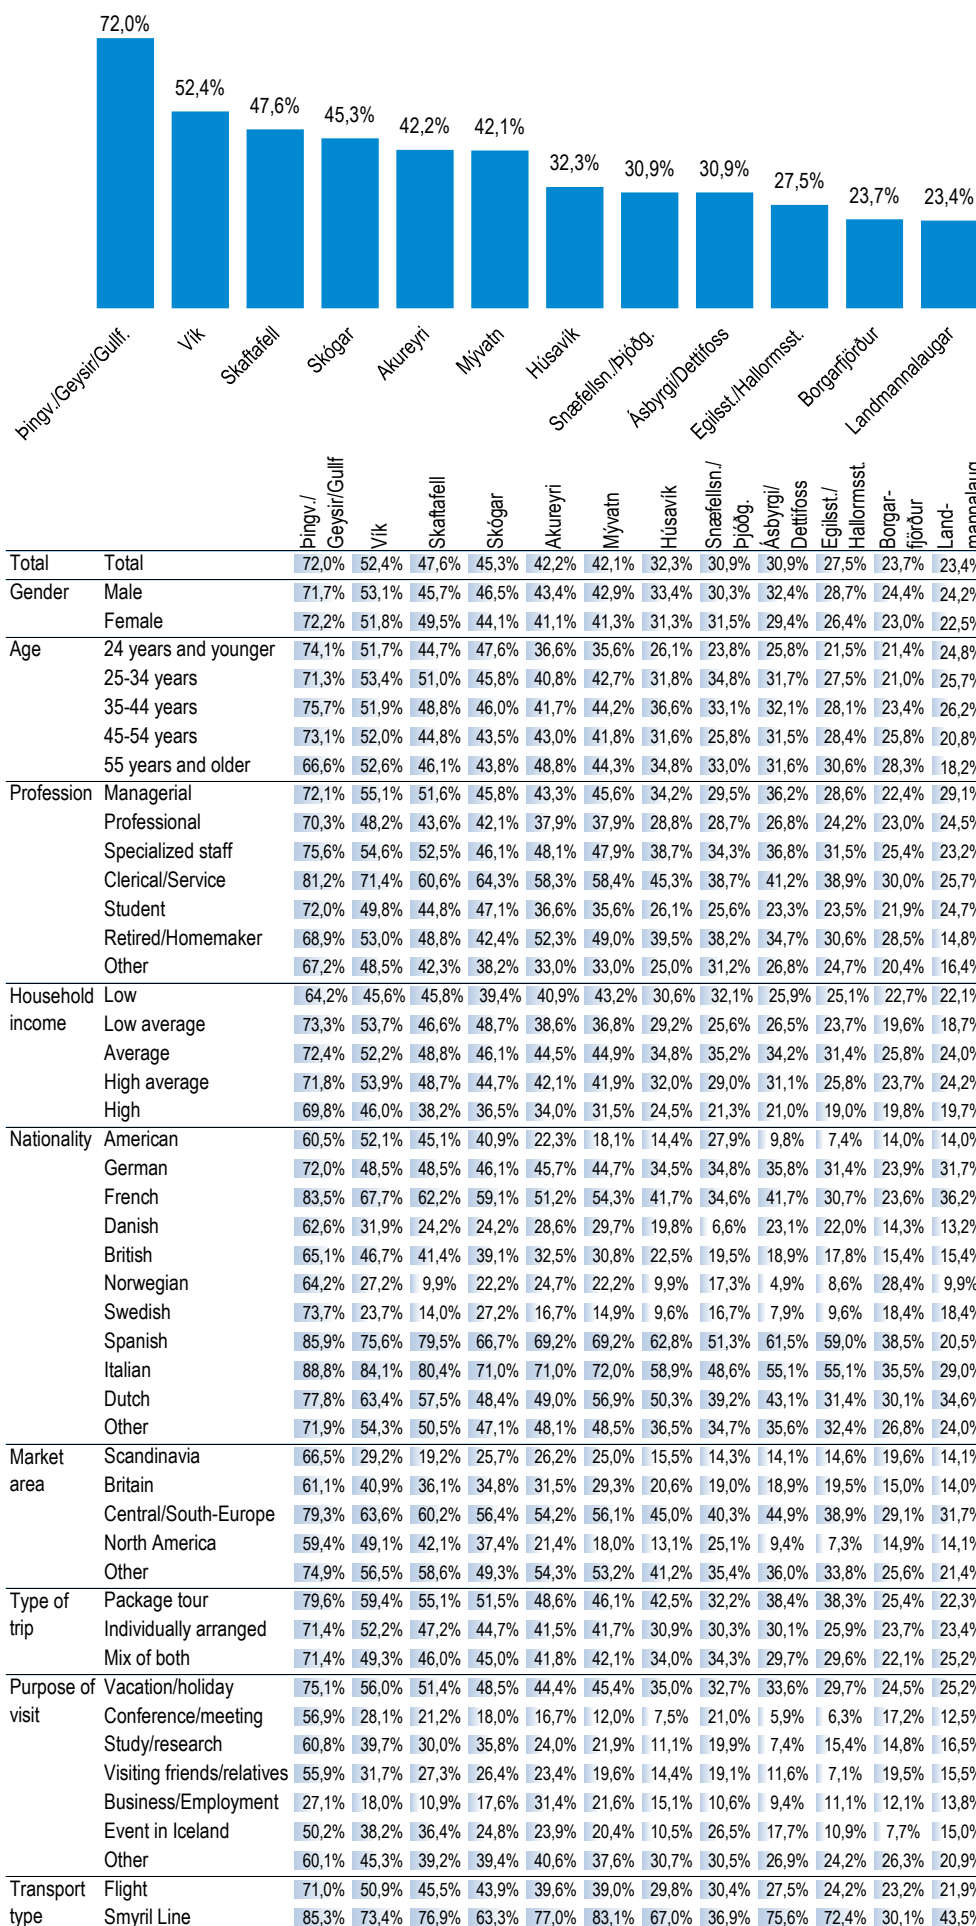 72,0%
52,4%
47,6%
45,3%
42,2%
42,1%
32,3%
30,9%
30,9%
27,5%
23,7%
23,4%
Þingv./Geysir/Gullf.
Vík
Skaftafell
Skógar
Akureyri
Mývatn
Húsavík
Snæfellsn./Þjóðg.
Ásbyrgi/Dettifoss
Egilsst./Hallormsst.
Borgarfjörður
Landmannalaugar
Þingv./
Geysir/Gullf
Vík
Skaftafell
Skógar
Akureyri
Mývatn
Húsavík
Snæfellsn./
Þjóðg.
Ásbyrgi/
Dettifoss
Egilsst./
Hallormsst.
Borgar-
fjörður
Land-
mannalaug
Total Total 72,0% 52,4% 47,6% 45,3% 42,2% 42,1% 32,3% 30,9% 30,9% 27,5% 23,7% 23,4%
Gender Male 71,7% 53,1% 45,7% 46,5% 43,4% 42,9% 33,4% 30,3% 32,4% 28,7% 24,4% 24,2%
Female 72,2% 51,8% 49,5% 44,1% 41,1% 41,3% 31,3% 31,5% 29,4% 26,4% 23,0% 22,5%
Age 24 years and younger 74,1% 51,7% 44,7% 47,6% 36,6% 35,6% 26,1% 23,8% 25,8% 21,5% 21,4% 24,8%
25-34 years 71,3% 53,4% 51,0% 45,8% 40,8% 42,7% 31,8% 34,8% 31,7% 27,5% 21,0% 25,7%
35-44 years 75,7% 51,9% 48,8% 46,0% 41,7% 44,2% 36,6% 33,1% 32,1% 28,1% 23,4% 26,2%
45-54 years 73,1% 52,0% 44,8% 43,5% 43,0% 41,8% 31,6% 25,8% 31,5% 28,4% 25,8% 20,8%
55 years and older 66,6% 52,6% 46,1% 43,8% 48,8% 44,3% 34,8% 33,0% 31,6% 30,6% 28,3% 18,2%
Profession Managerial 72,1% 55,1% 51,6% 45,8% 43,3% 45,6% 34,2% 29,5% 36,2% 28,6% 22,4% 29,1%
Professional 70,3% 48,2% 43,6% 42,1% 37,9% 37,9% 28,8% 28,7% 26,8% 24,2% 23,0% 24,5%
Specialized staff 75,6% 54,6% 52,5% 46,1% 48,1% 47,9% 38,7% 34,3% 36,8% 31,5% 25,4% 23,2%
Clerical/Service 81,2% 71,4% 60,6% 64,3% 58,3% 58,4% 45,3% 38,7% 41,2% 38,9% 30,0% 25,7%
Student 72,0% 49,8% 44,8% 47,1% 36,6% 35,6% 26,1% 25,6% 23,3% 23,5% 21,9% 24,7%
Retired/Homemaker 68,9% 53,0% 48,8% 42,4% 52,3% 49,0% 39,5% 38,2% 34,7% 30,6% 28,5% 14,8%
Other 67,2% 48,5% 42,3% 38,2% 33,0% 33,0% 25,0% 31,2% 26,8% 24,7% 20,4% 16,4%
Household Low 64,2% 45,6% 45,8% 39,4% 40,9% 43,2% 30,6% 32,1% 25,9% 25,1% 22,7% 22,1%
income Low average 73,3% 53,7% 46,6% 48,7% 38,6% 36,8% 29,2% 25,6% 26,5% 23,7% 19,6% 18,7%
Average 72,4% 52,2% 48,8% 46,1% 44,5% 44,9% 34,8% 35,2% 34,2% 31,4% 25,8% 24,0%
High average 71,8% 53,9% 48,7% 44,7% 42,1% 41,9% 32,0% 29,0% 31,1% 25,8% 23,7% 24,2%
High 69,8% 46,0% 38,2% 36,5% 34,0% 31,5% 24,5% 21,3% 21,0% 19,0% 19,8% 19,7%
Nationality American 60,5% 52,1% 45,1% 40,9% 22,3% 18,1% 14,4% 27,9% 9,8% 7,4% 14,0% 14,0%
German 72,0% 48,5% 48,5% 46,1% 45,7% 44,7% 34,5% 34,8% 35,8% 31,4% 23,9% 31,7%
French 83,5% 67,7% 62,2% 59,1% 51,2% 54,3% 41,7% 34,6% 41,7% 30,7% 23,6% 36,2%
Danish 62,6% 31,9% 24,2% 24,2% 28,6% 29,7% 19,8% 6,6% 23,1% 22,0% 14,3% 13,2%
British 65,1% 46,7% 41,4% 39,1% 32,5% 30,8% 22,5% 19,5% 18,9% 17,8% 15,4% 15,4%
Norwegian 64,2% 27,2% 9,9% 22,2% 24,7% 22,2% 9,9% 17,3% 4,9% 8,6% 28,4% 9,9%
Swedish 73,7% 23,7% 14,0% 27,2% 16,7% 14,9% 9,6% 16,7% 7,9% 9,6% 18,4% 18,4%
Spanish 85,9% 75,6% 79,5% 66,7% 69,2% 69,2% 62,8% 51,3% 61,5% 59,0% 38,5% 20,5%
Italian 88,8% 84,1% 80,4% 71,0% 71,0% 72,0% 58,9% 48,6% 55,1% 55,1% 35,5% 29,0%
Dutch 77,8% 63,4% 57,5% 48,4% 49,0% 56,9% 50,3% 39,2% 43,1% 31,4% 30,1% 34,6%
Other 71,9% 54,3% 50,5% 47,1% 48,1% 48,5% 36,5% 34,7% 35,6% 32,4% 26,8% 24,0%
Market Scandinavia 66,5% 29,2% 19,2% 25,7% 26,2% 25,0% 15,5% 14,3% 14,1% 14,6% 19,6% 14,1%
area Britain 61,1% 40,9% 36,1% 34,8% 31,5% 29,3% 20,6% 19,0% 18,9% 19,5% 15,0% 14,0%
Central/South-Europe 79,3% 63,6% 60,2% 56,4% 54,2% 56,1% 45,0% 40,3% 44,9% 38,9% 29,1% 31,7%
North America 59,4% 49,1% 42,1% 37,4% 21,4% 18,0% 13,1% 25,1% 9,4% 7,3% 14,9% 14,1%
Other 74,9% 56,5% 58,6% 49,3% 54,3% 53,2% 41,2% 35,4% 36,0% 33,8% 25,6% 21,4%
Type of Package tour 79,6% 59,4% 55,1% 51,5% 48,6% 46,1% 42,5% 32,2% 38,4% 38,3% 25,4% 22,3%
trip Individually arranged 71,4% 52,2% 47,2% 44,7% 41,5% 41,7% 30,9% 30,3% 30,1% 25,9% 23,7% 23,4%
Mix of both 71,4% 49,3% 46,0% 45,0% 41,8% 42,1% 34,0% 34,3% 29,7% 29,6% 22,1% 25,2%
Purpose of Vacation/holiday 75,1% 56,0% 51,4% 48,5% 44,4% 45,4% 35,0% 32,7% 33,6% 29,7% 24,5% 25,2%
visit Conference/meeting 56,9% 28,1% 21,2% 18,0% 16,7% 12,0% 7,5% 21,0% 5,9% 6,3% 17,2% 12,5%
Study/research 60,8% 39,7% 30,0% 35,8% 24,0% 21,9% 11,1% 19,9% 7,4% 15,4% 14,8% 16,5%
Visiting friends/relatives 55,9% 31,7% 27,3% 26,4% 23,4% 19,6% 14,4% 19,1% 11,6% 7,1% 19,5% 15,5%
Business/Employment 27,1% 18,0% 10,9% 17,6% 31,4% 21,6% 15,1% 10,6% 9,4% 11,1% 12,1% 13,8%
Event in Iceland 50,2% 38,2% 36,4% 24,8% 23,9% 20,4% 10,5% 26,5% 17,7% 10,9% 7,7% 15,0%
Other 60,1% 45,3% 39,2% 39,4% 40,6% 37,6% 30,7% 30,5% 26,9% 24,2% 26,3% 20,9%
Transport Flight 71,0% 50,9% 45,5% 43,9% 39,6% 39,0% 29,8% 30,4% 27,5% 24,2% 23,2% 21,9%
type Smyril Line 85,3% 73,4% 76,9% 63,3% 77,0% 83,1% 67,0% 36,9% 75,6% 72,4% 30,1% 43,5%